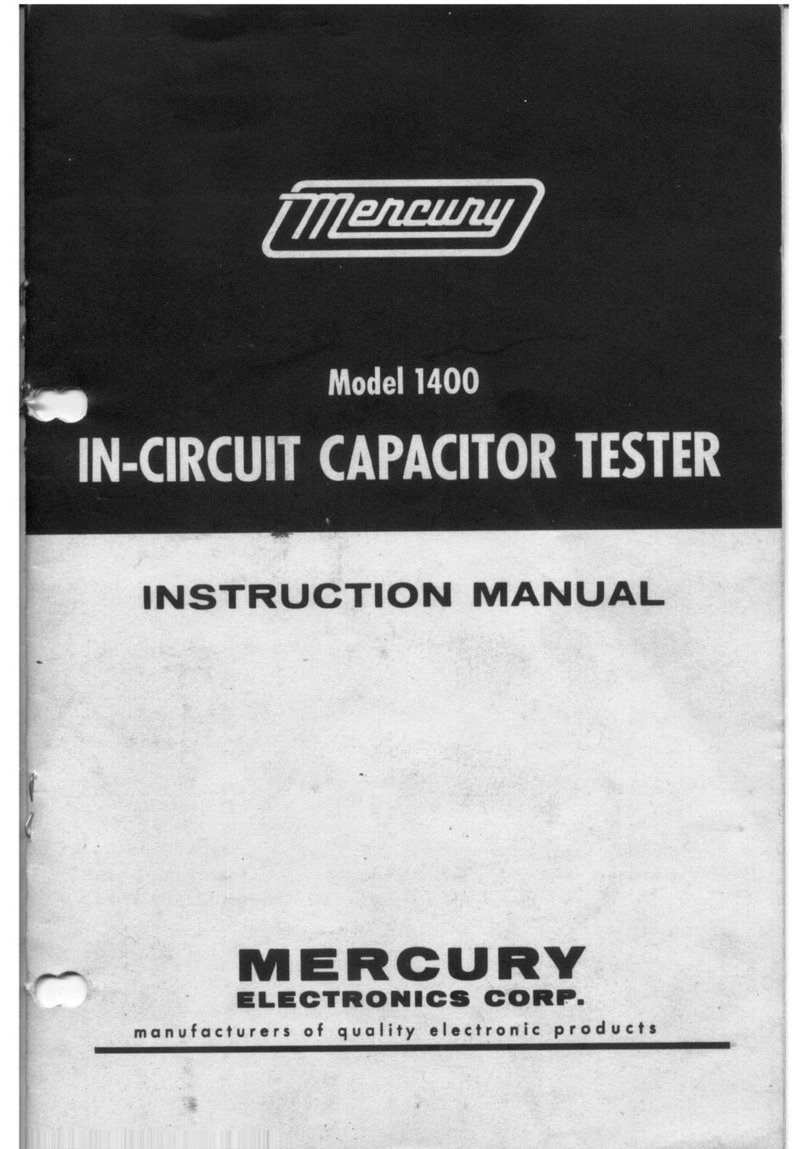 Mercury
Model 1400
IN-CIRCUIT CAPACITOR TESTER
INSTRUCTION MANUAL
MERCURY
ELECTRONICS CORP.
manufacturers of quality electronic products